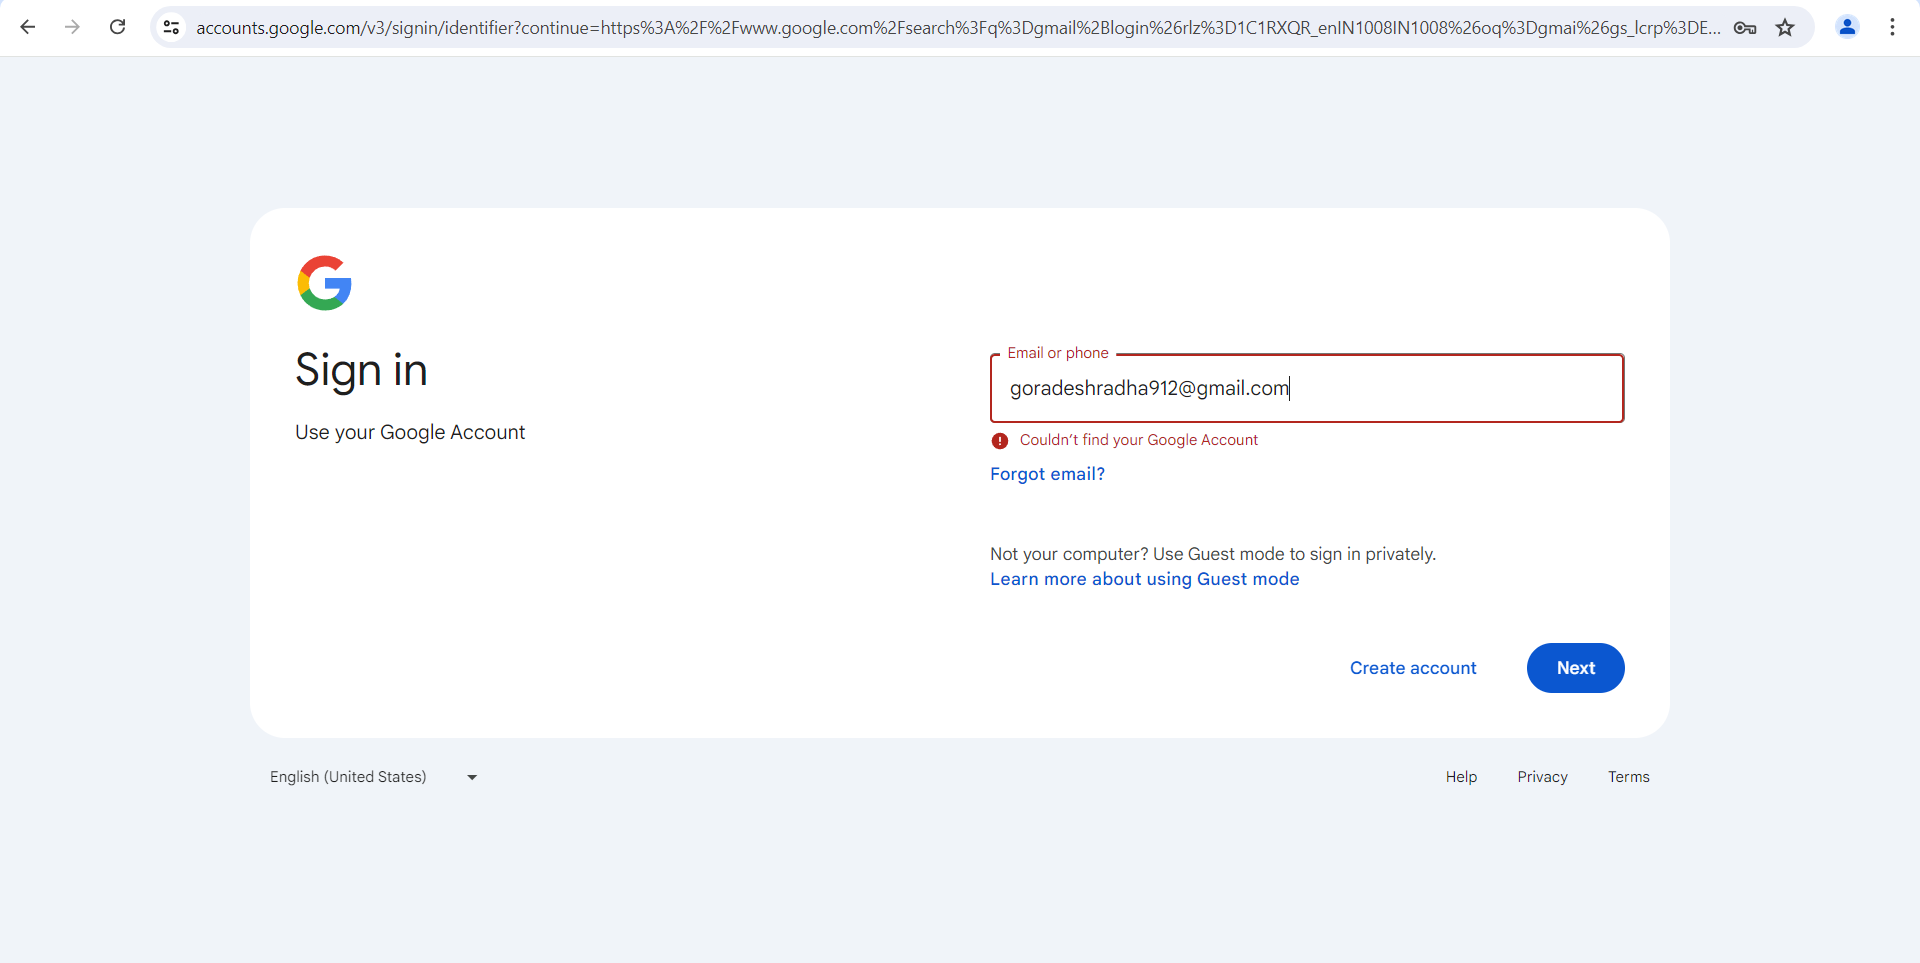 accounts.google.com/v3/signin/identifier?continue=https%3A%2F%2Fwww.google.com%2Fsearch%3Fq%3Dgmail%2Blogin%26rlz%3D1C1RXQR_enIN1008IN1008%26oq%3Dgmai%26gs_lcrp%3DE...
Sign in
Use your Google Account
Email or phone
goradeshradha912@gmail.com
Couldn't find your Google Account
Forgot email?
Not your computer? Use Guest mode to sign in privately.
Learn more about using Guest mode
Create account
Next
English (United States)
Help
Privacy
Terms